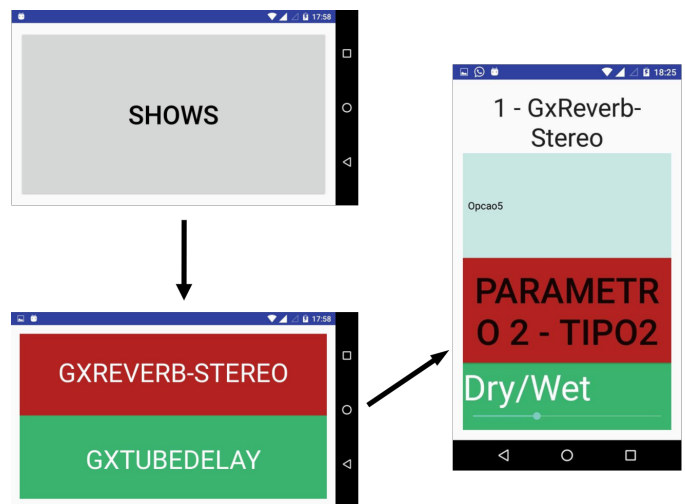 17:58
SHOWS
17:58
GXREVERB-STEREO
GXTUBEDELAY
18:25
1 - GxReverb-
Stereo
Opcao5
PARAMETR
O 2 - TIPO2
Dry/Wet